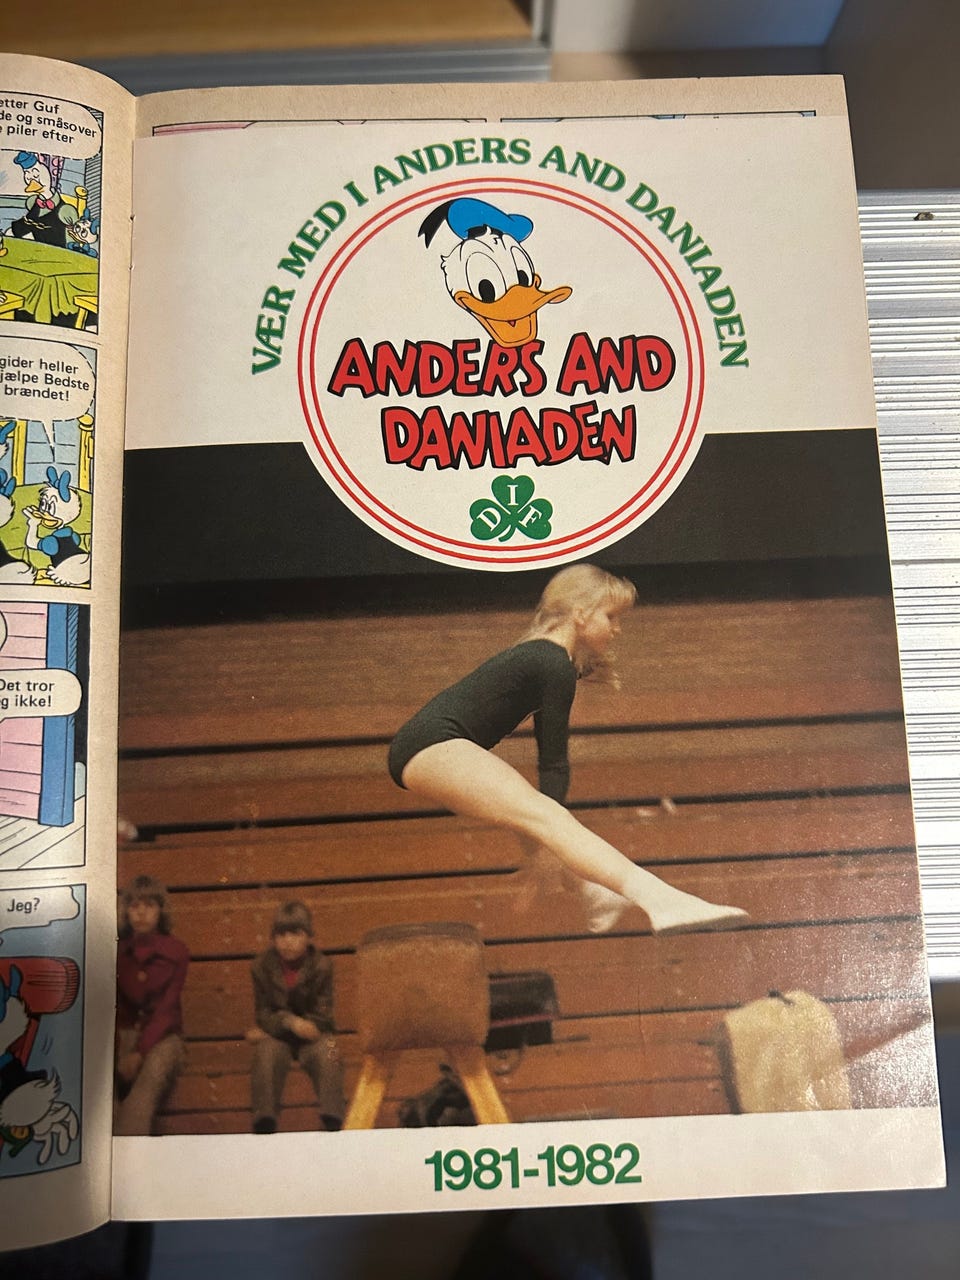 etter Guf
de og småsover
piler efter
gider heller
jælpe Bedste
brændet!
Det tror
g ikke!
Jeg?
VÆR MED I ANDERS AND DANIADEN
ANDERS AND
DANIADEN
D I F
1981-1982